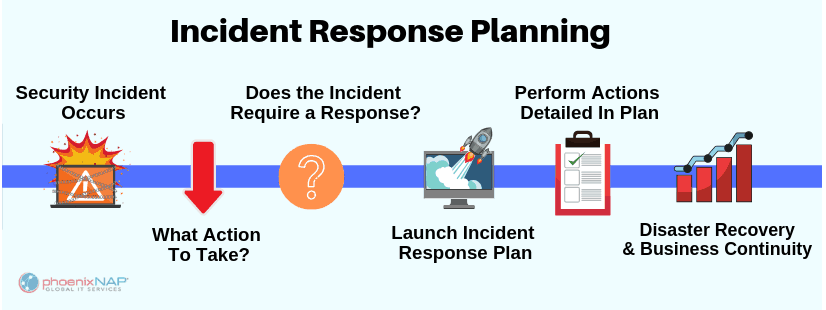 Incident Response Planning
Security Incident
Occurs
What Action
To Take?
Does the Incident
Require a Response?
Launch Incident
Response Plan
Perform Actions
Detailed In Plan
Disaster Recovery
& Business Continuity
phoenixNAP®
GLOBAL IT SERVICES